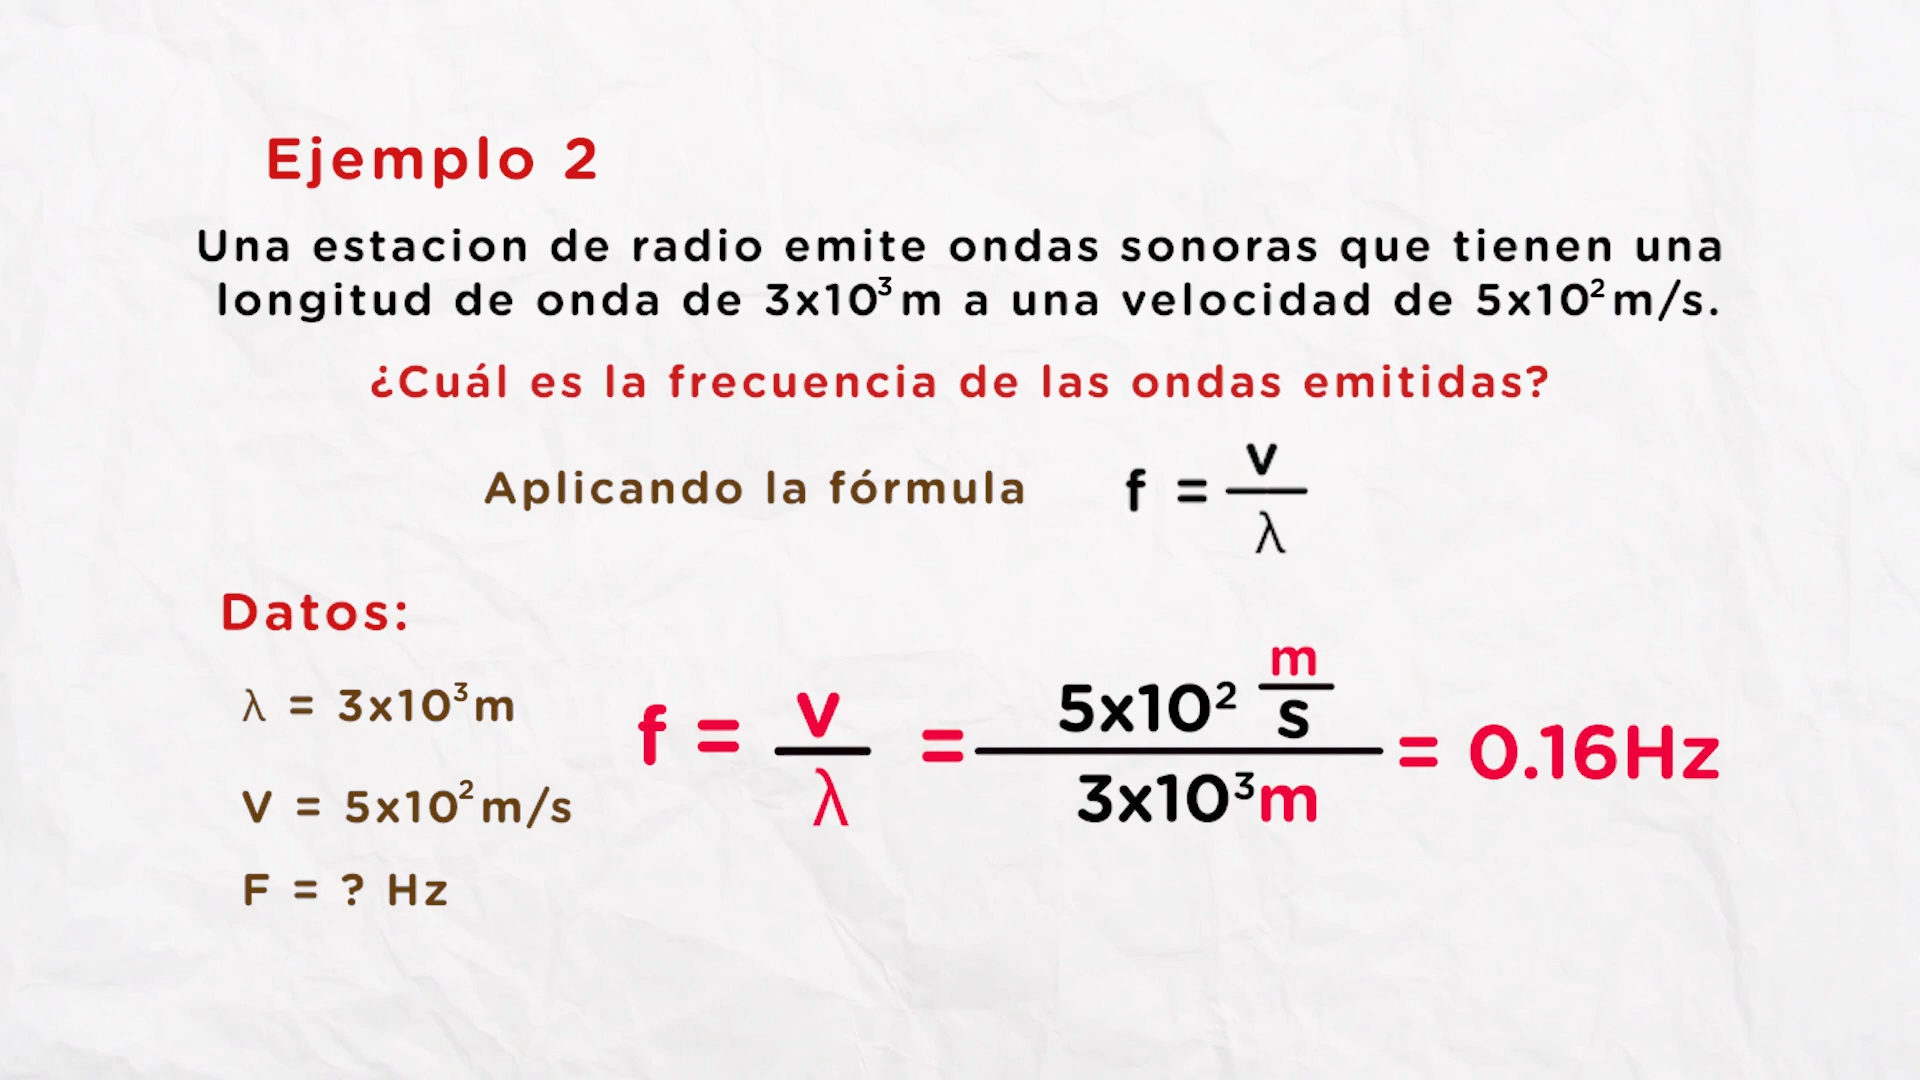 Ejemplo 2
Una estacion de radio emite ondas sonoras que tienen una
longitud de onda de 3x10³m a una velocidad de 5x10²m/s.
¿Cuál es la frecuencia de las ondas emitidas?
Aplicando la fórmula f = v / λ
Datos:
λ = 3x10³m
V = 5x10²m/s
F = ? Hz
f = v / λ = 5x10² m/s / 3x10³m = 0.16Hz